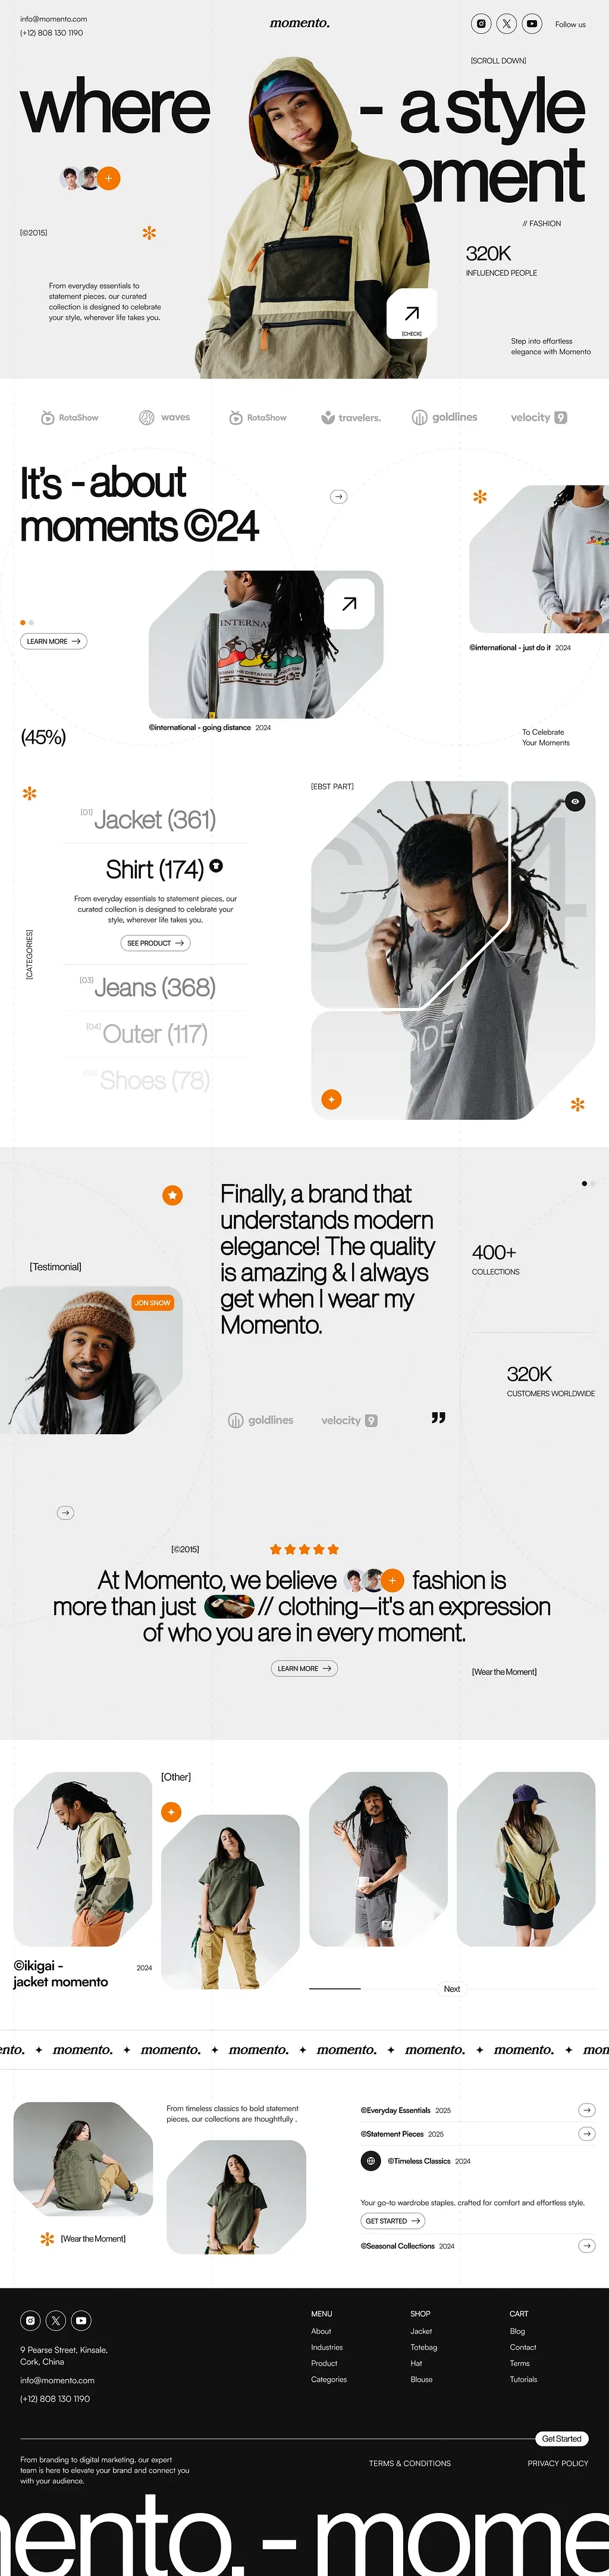 info@momento.com
(+12) 808 130 1190
momento.
Follow us
[SCROLL DOWN]
where - a style
oment
// FASHION
[©2015]
320K
INFLUENCED PEOPLE
From everyday essentials to
statement pieces, our curated
collection is designed to celebrate
your style, wherever life takes you.
[CHECK]
Step into effortless
elegance with Momento
RotaShow
waves
RotaShow
travelers.
goldlines
velocity 9
It's - about
moments ©24
INTERNAT
GOING THE DISTANCE
LEARN MORE
©international - just do it 2024
©international - going distance 2024
(45%)
To Celebrate
Your Moments
[EBST PART]
[01] Jacket (361)
Shirt (174)
From everyday essentials to statement pieces, our
curated collection is designed to celebrate your
style, wherever life takes you.
SEE PRODUCT
[CATEGORIES]
[03] Jeans (368)
[04] Outer (117)
Shoes (78)
Finally, a brand that
understands modern
elegance! The quality
is amazing & I always
get when I wear my
Momento.
[Testimonial]
JON SNOW
400+
COLLECTIONS
320K
CUSTOMERS WORLDWIDE
goldlines
velocity 9
[©2015]
At Momento, we believe fashion is
more than just // clothing—it's an expression
of who you are in every moment.
LEARN MORE
[Wear the Moment]
[Other]
©ikigai -
jacket momento
2024
Next
ento. momento. momento. momento. momento. momento. momento. mom
From timeless classics to bold statement
pieces, our collections are thoughtfully .
[Wear the Moment]
©Everyday Essentials 2025
©Statement Pieces 2025
©Timeless Classics 2024
Your go-to wardrobe staples, crafted for comfort and effortless style.
GET STARTED
©Seasonal Collections 2024
9 Pearse Street, Kinsale,
Cork, China
info@momento.com
(+12) 808 130 1190
MENU
About
Industries
Product
Categories
SHOP
Jacket
Totebag
Hat
Blouse
CART
Blog
Contact
Terms
Tutorials
Get Started
From branding to digital marketing, our expert
team is here to elevate your brand and connect you
with your audience.
TERMS & CONDITIONS
PRIVACY POLICY
ento. - mome